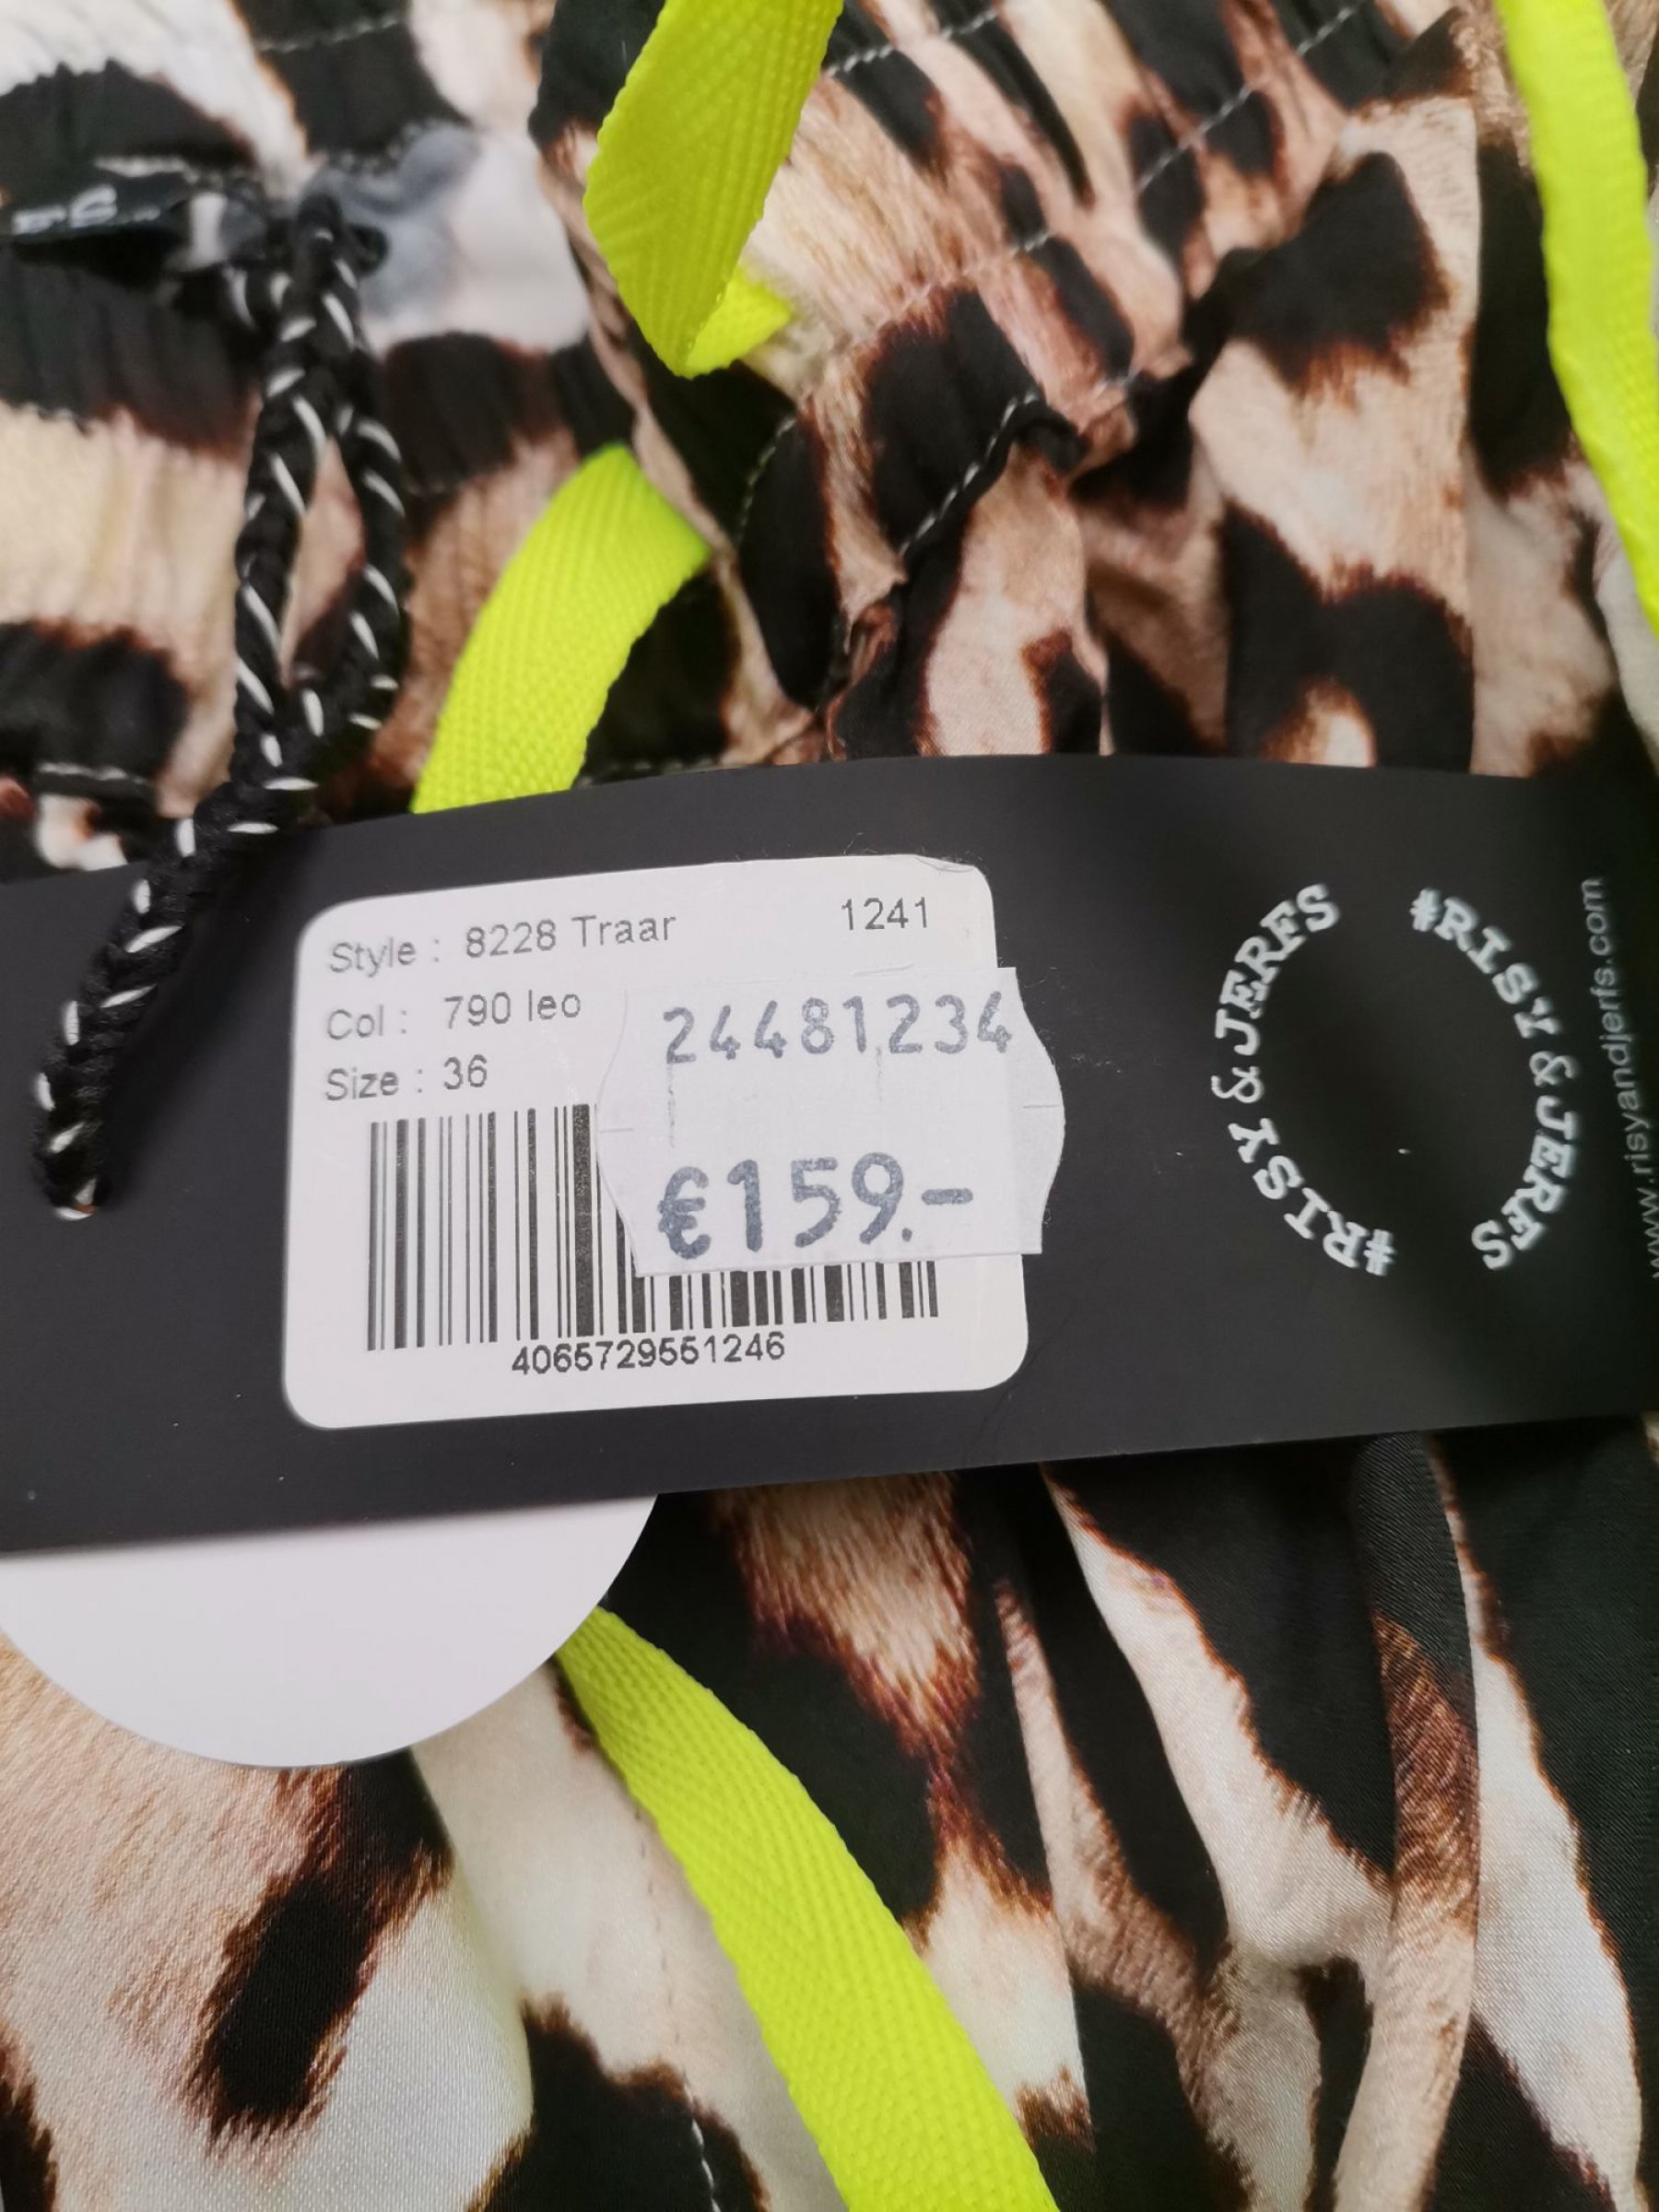 Style : 8228 Traar 1241
Col : 790 leo
Size : 36
24481234
€159.-
4065729551246
#RISY & JERFS
#RISY & JERFS
www.risyandjerfs.com